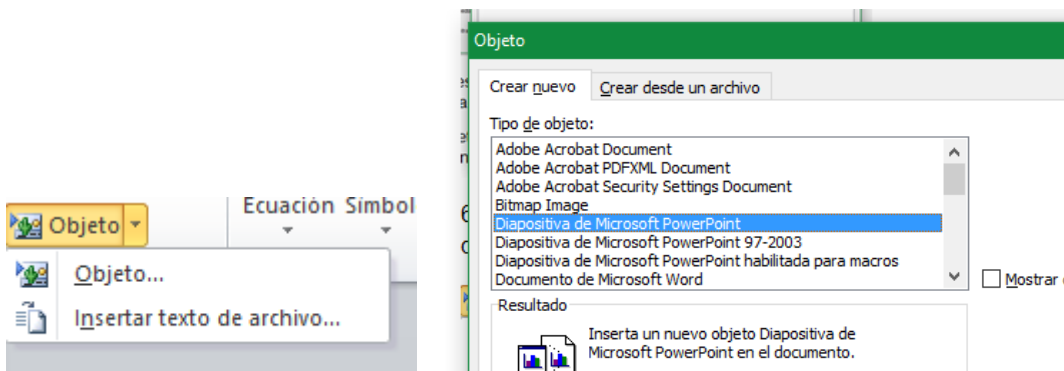 Objeto
Ecuación Símbol
Objeto...
Insertar texto de archivo...
Objeto
Crear nuevo
Crear desde un archivo
Tipo de objeto:
Adobe Acrobat Document
Adobe Acrobat PDFXML Document
Adobe Acrobat Security Settings Document
Bitmap Image
Diapositiva de Microsoft PowerPoint
Diapositiva de Microsoft PowerPoint 97-2003
Diapositiva de Microsoft PowerPoint habilitada para macros
Documento de Microsoft Word
Mostrar
Resultado
Inserta un nuevo objeto Diapositiva de
Microsoft PowerPoint en el documento.